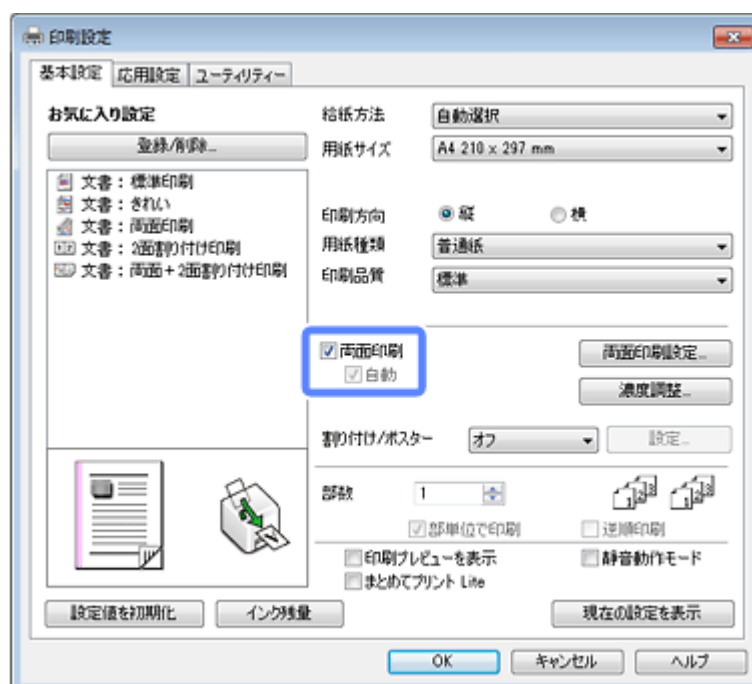 印刷設定
基本設定 応用設定 ユーティリティー
お気に入り設定
登録/削除...
文書：標準印刷
文書：きれい
文書：両面印刷
文書：2面割り付け印刷
文書：両面＋2面割り付け印刷
給紙方法 自動選択
用紙サイズ A4 210 x 297 mm
印刷方向 縦 横
用紙種類 普通紙
印刷品質 標準
両面印刷 両面印刷設定...
自動
濃度調整...
割り付け/ポスター オフ 設定...
部数 1
部単位で印刷 逆順印刷
印刷プレビューを表示 静音動作モード
まとめてプリント Lite
設定値を初期化 インク残量 現在の設定を表示
OK キャンセル ヘルプ